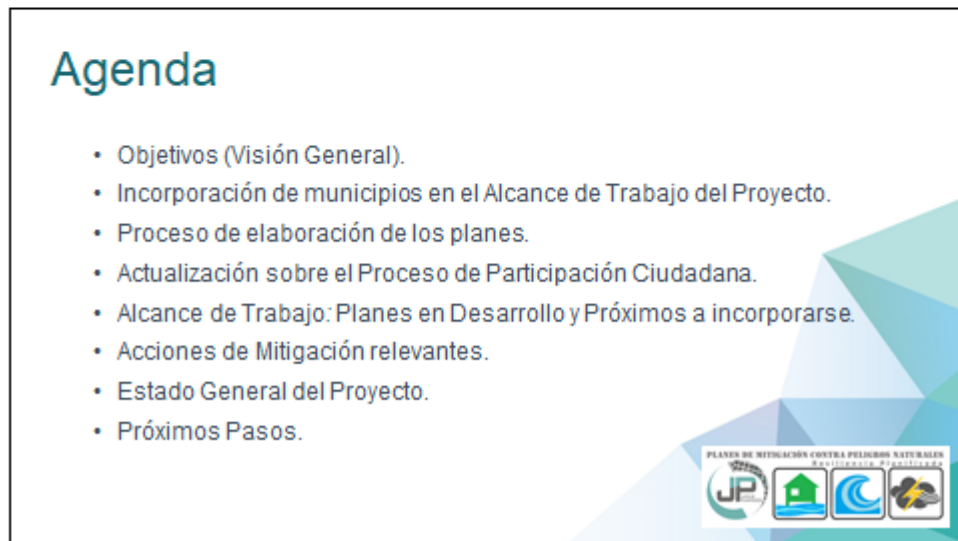 Agenda
• Objetivos (Visión General).
• Incorporación de municipios en el Alcance de Trabajo del Proyecto.
• Proceso de elaboración de los planes.
• Actualización sobre el Proceso de Participación Ciudadana.
• Alcance de Trabajo: Planes en Desarrollo y Próximos a incorporarse.
• Acciones de Mitigación relevantes.
• Estado General del Proyecto.
• Próximos Pasos.
PLANES DE MITIGACIÓN CONTRA PELIGROS NATURALES
Resiliencia Planificada
JP